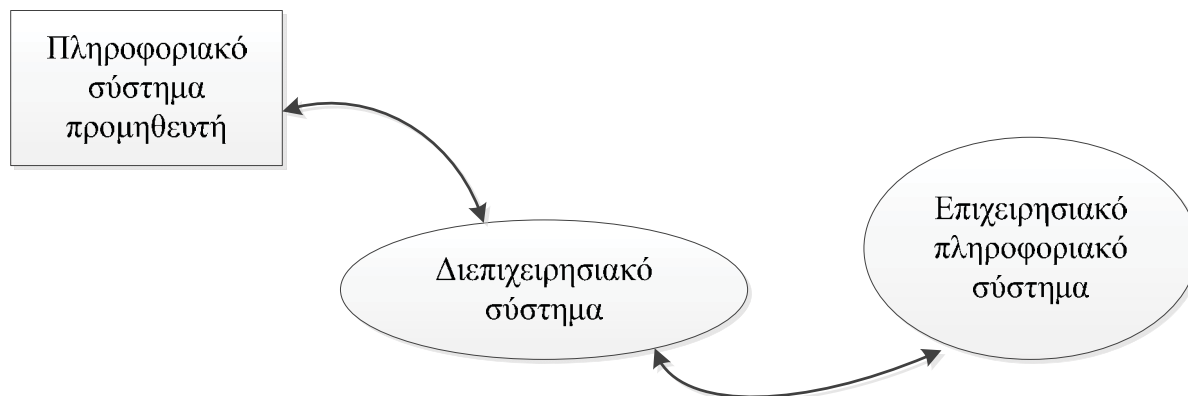 Πληροφοριακό
σύστημα
προμηθευτή
Διεπιχειρησιακό
σύστημα
Επιχειρησιακό
πληροφοριακό
σύστημα